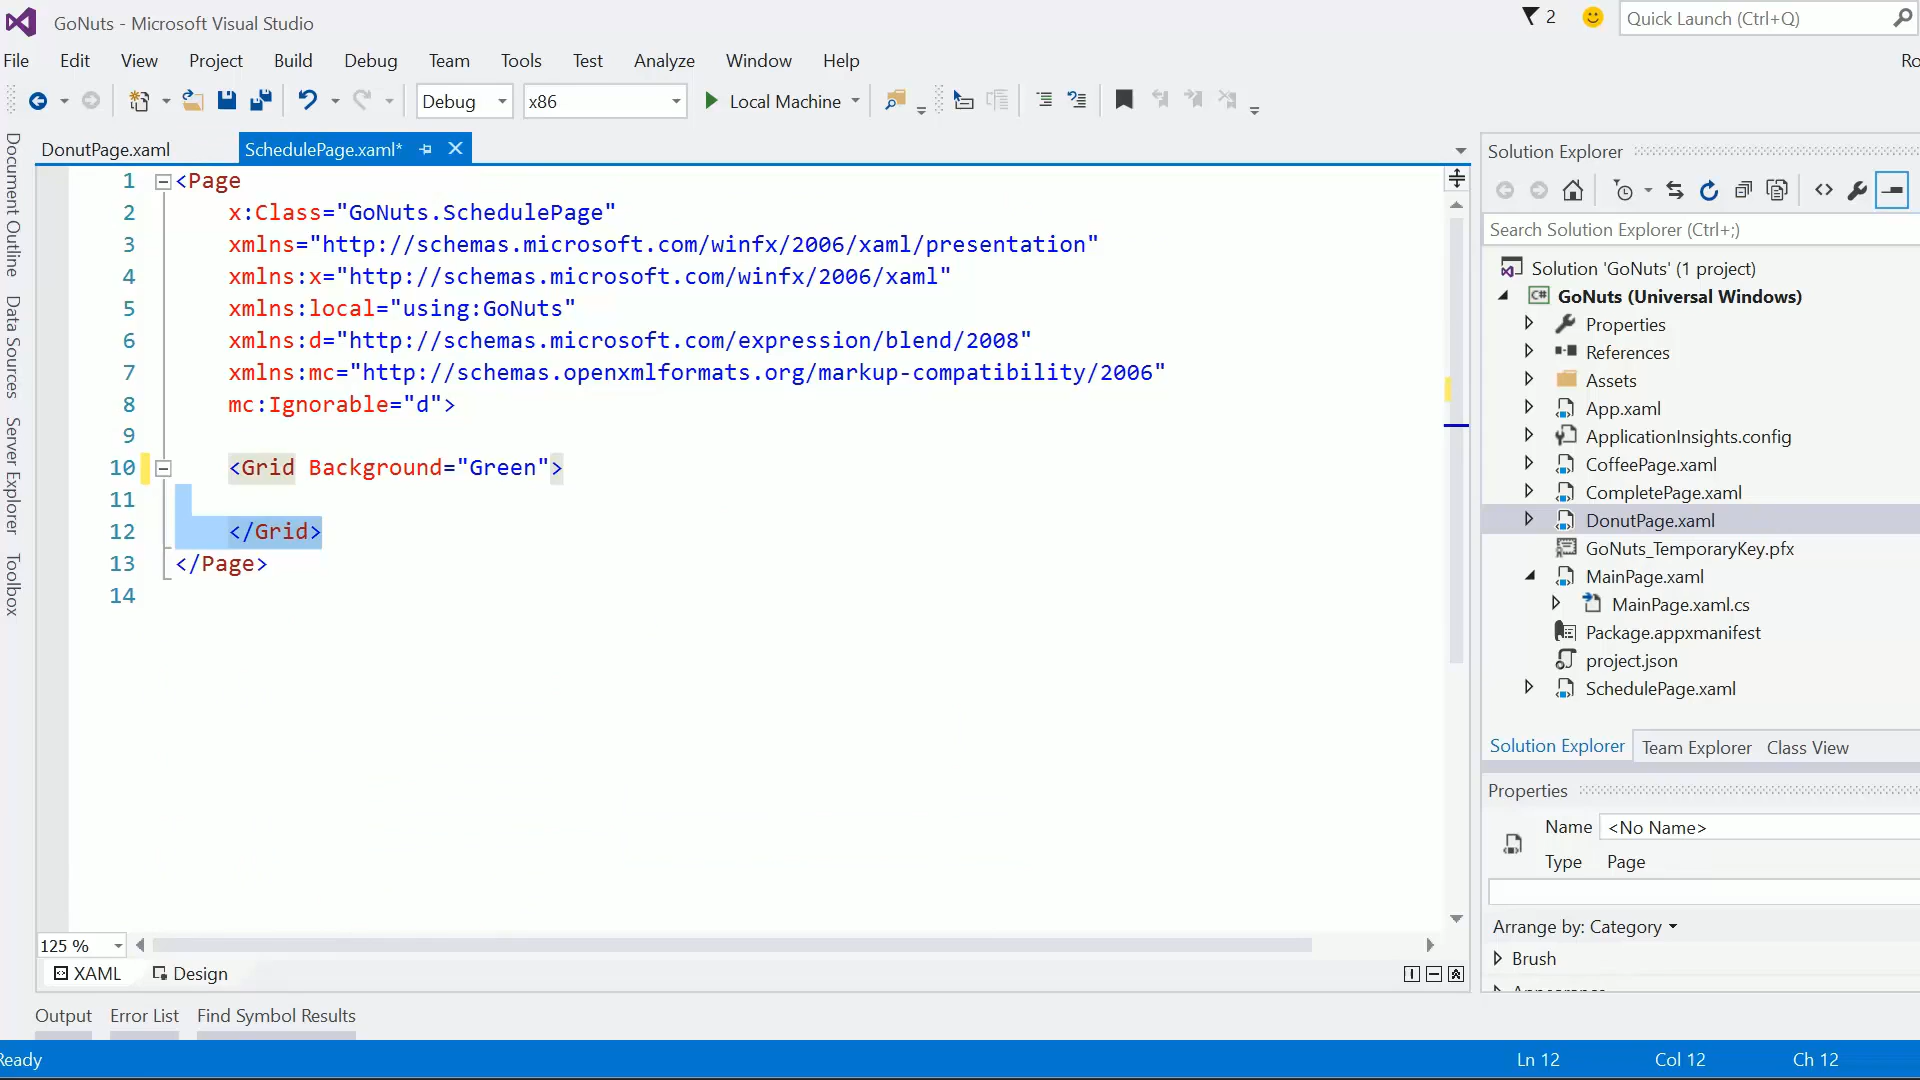 GoNuts - Microsoft Visual Studio
2
Quick Launch (Ctrl+Q)
File Edit View Project Build Debug Team Tools Test Analyze Window Help
Ro
Debug x86 Local Machine
Document Outline
Data Sources
Server Explorer
Toolbox
DonutPage.xaml SchedulePage.xaml*
1 <Page
2 x:Class="GoNuts.SchedulePage"
3 xmlns="http://schemas.microsoft.com/winfx/2006/xaml/presentation"
4 xmlns:x="http://schemas.microsoft.com/winfx/2006/xaml"
5 xmlns:local="using:GoNuts"
6 xmlns:d="http://schemas.microsoft.com/expression/blend/2008"
7 xmlns:mc="http://schemas.openxmlformats.org/markup-compatibility/2006"
8 mc:Ignorable="d">
9
10 <Grid Background="Green">
11
12 </Grid>
13 </Page>
14
125 %
XAML Design
Solution Explorer
Search Solution Explorer (Ctrl+;)
Solution 'GoNuts' (1 project)
C# GoNuts (Universal Windows)
Properties
References
Assets
App.xaml
ApplicationInsights.config
CoffeePage.xaml
CompletePage.xaml
DonutPage.xaml
GoNuts_TemporaryKey.pfx
MainPage.xaml
MainPage.xaml.cs
Package.appxmanifest
project.json
SchedulePage.xaml
Solution Explorer Team Explorer Class View
Properties
Name <No Name>
Type Page
Arrange by: Category
Brush
Output Error List Find Symbol Results
Ready Ln 12 Col 12 Ch 12